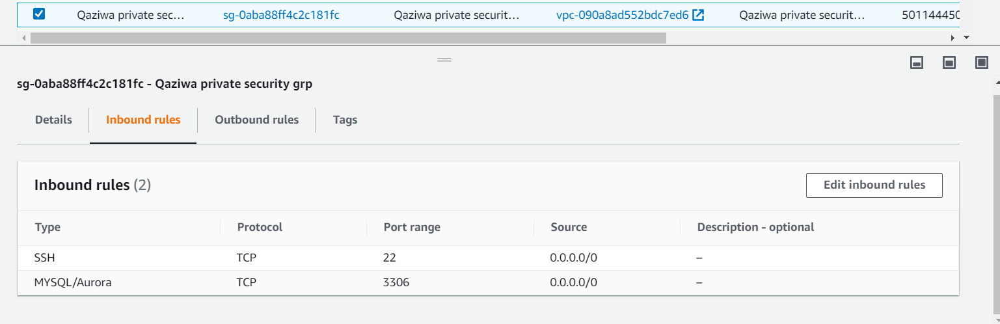 Qaziwa private sec... sg-0aba88ff4c2c181fc Qaziwa private securit... vpc-090a8ad552bdc7ed6 Qaziwa private securit... 501144450
sg-0aba88ff4c2c181fc - Qaziwa private security grp
Details Inbound rules Outbound rules Tags
Inbound rules (2) Edit inbound rules
Type Protocol Port range Source Description - optional
SSH TCP 22 0.0.0.0/0 –
MYSQL/Aurora TCP 3306 0.0.0.0/0 –